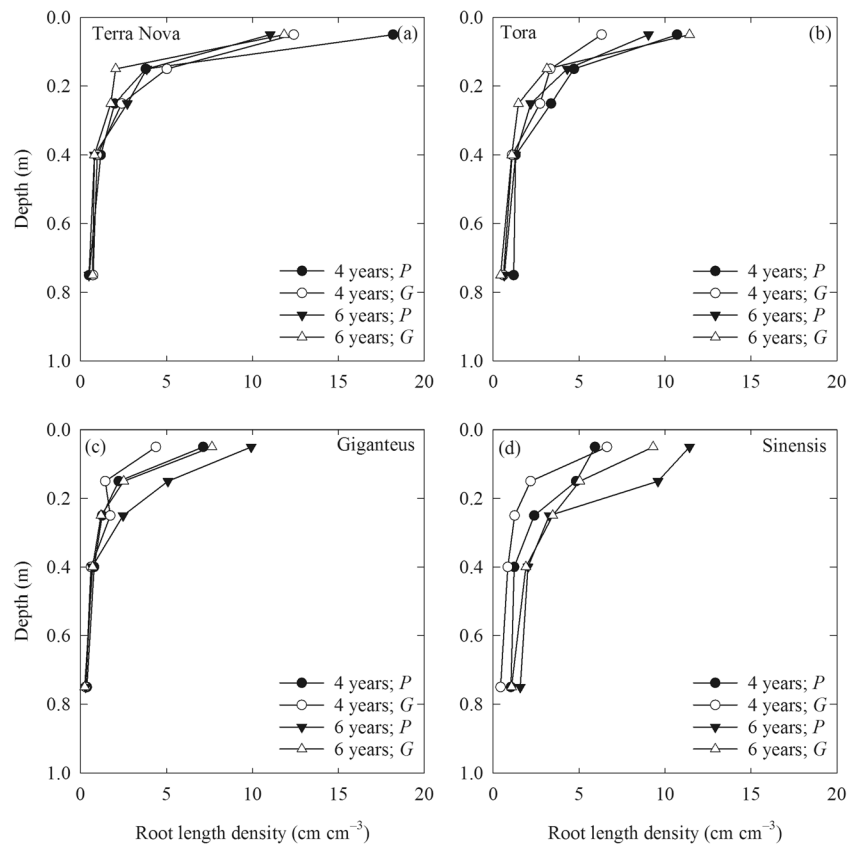 0.0
0.2
0.4
0.6
0.8
1.0
Depth (m)
Terra Nova
(a)
4 years; P
4 years; G
6 years; P
6 years; G
0 5 10 15 20
0.0
0.2
0.4
0.6
0.8
1.0
Tora
(b)
4 years; P
4 years; G
6 years; P
6 years; G
0 5 10 15 20
0.0
0.2
0.4
0.6
0.8
1.0
Depth (m)
(c)
Giganteus
4 years; P
4 years; G
6 years; P
6 years; G
0 5 10 15 20
Root length density (cm cm⁻³)
0.0
0.2
0.4
0.6
0.8
1.0
(d)
Sinensis
4 years; P
4 years; G
6 years; P
6 years; G
0 5 10 15 20
Root length density (cm cm⁻³)